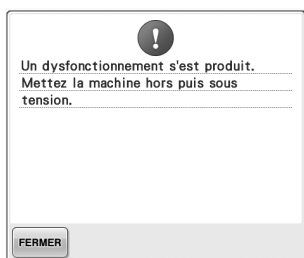 Un dysfonctionnement s'est produit.
Mettez la machine hors puis sous
tension.
FERMER